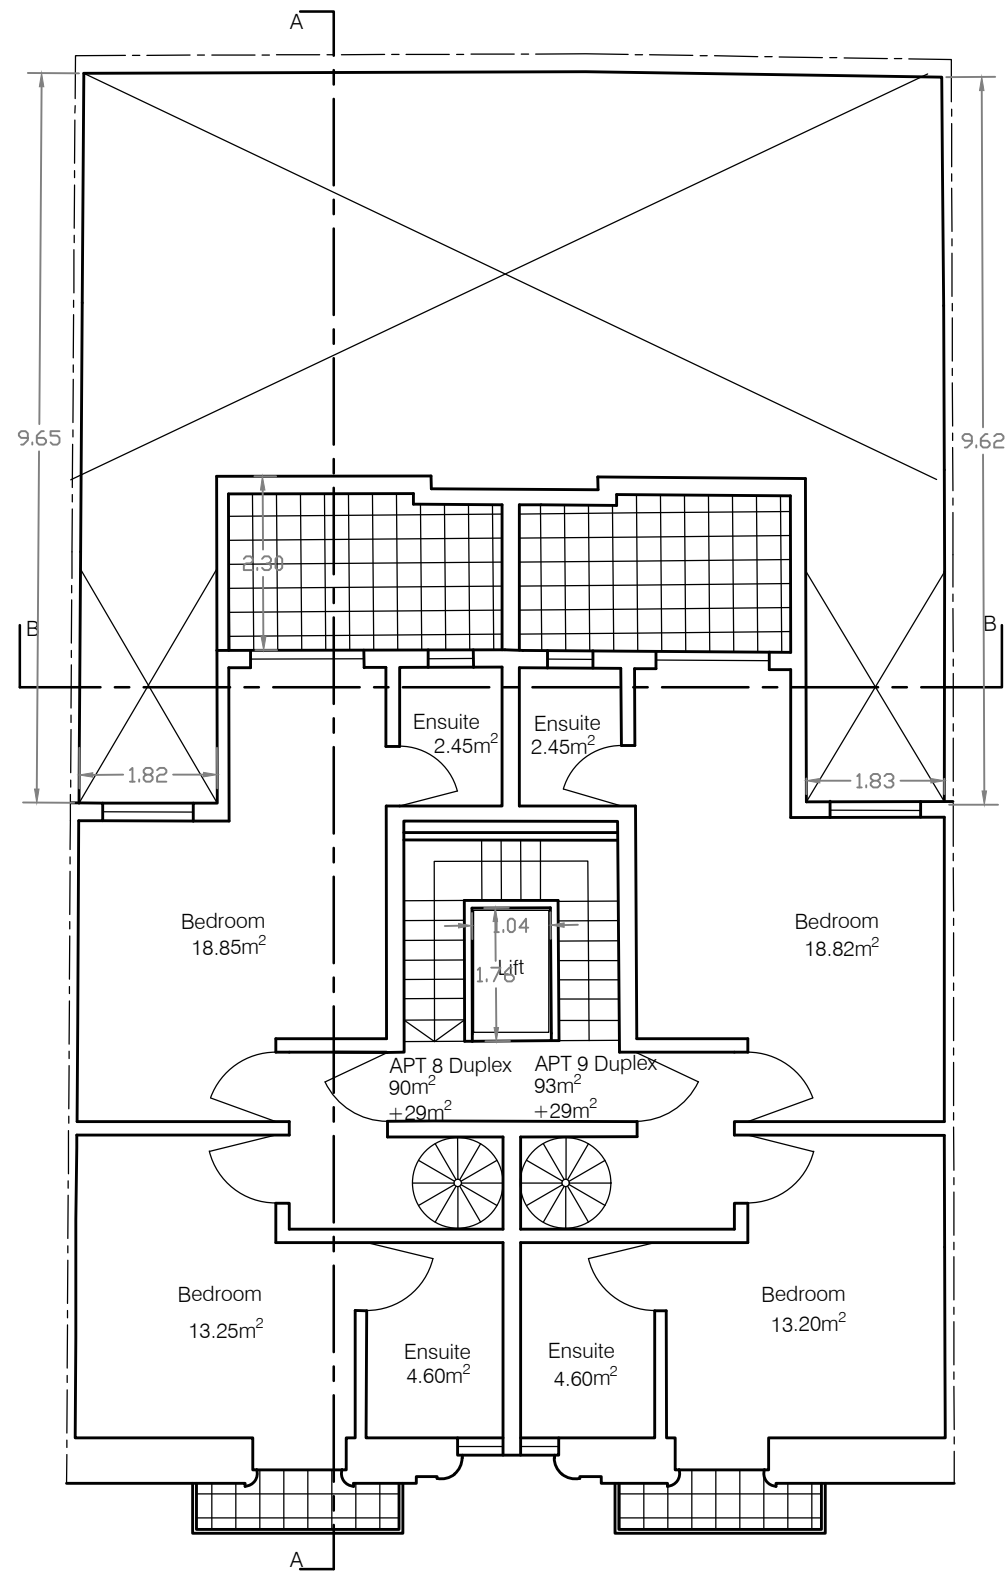 A
9.65
9.62
2.30
B
B
Ensuite
2.45m²
Ensuite
2.45m²
1.82
1.83
Bedroom
18.85m²
1.04
Lift
1.76
Bedroom
18.82m²
APT 8 Duplex
90m²
+29m²
APT 9 Duplex
93m²
+29m²
Bedroom
13.25m²
Bedroom
13.20m²
Ensuite
4.60m²
Ensuite
4.60m²
A